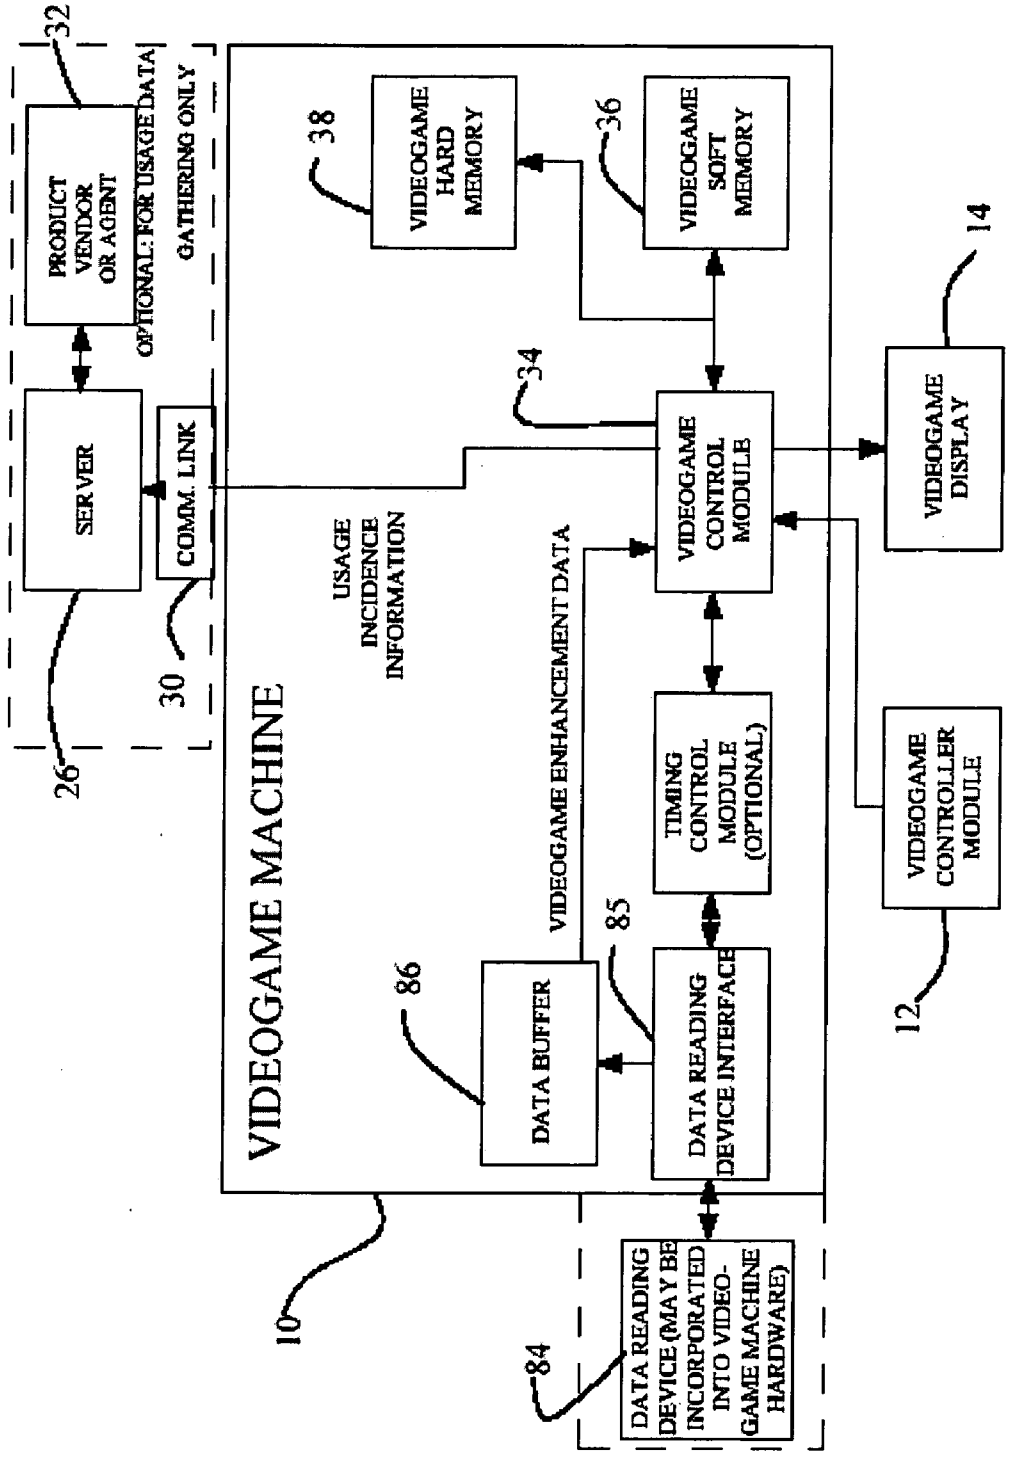 32
PRODUCT
VENDOR
OR AGENT
OPTIONAL: FOR USAGE DATA
GATHERING ONLY
SERVER
26
COMM. LINK
30
VIDEOGAME MACHINE
10
USAGE
INCIDENCE
INFORMATION
VIDEOGAME
HARD
MEMORY
38
VIDEOGAME
SOFT
MEMORY
36
34
VIDEOGAME
CONTROL
MODULE
VIDEOGAME ENHANCEMENT DATA
TIMING
CONTROL
MODULE
(OPTIONAL)
DATA BUFFER
86
DATA READING
DEVICE INTERFACE
85
DATA READING
DEVICE (MAY BE
INCORPORATED
INTO VIDEO-
GAME MACHINE
HARDWARE)
84
VIDEOGAME
DISPLAY
14
VIDEOGAME
CONTROLLER
MODULE
12